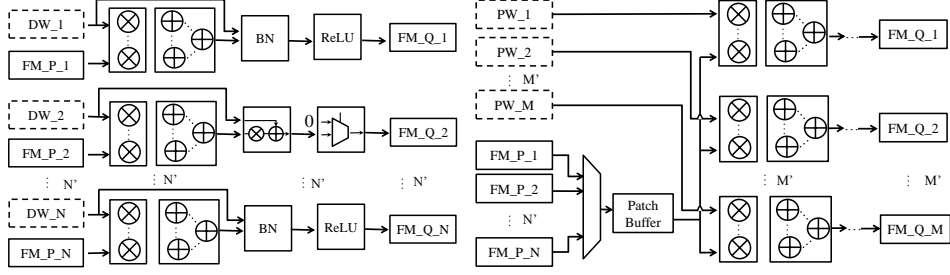 DW_1
FM_P_1
BN
ReLU
FM_Q_1
DW_2
FM_P_2
0
FM_Q_2
⋮ N'
⋮ N'
⋮ N'
⋮ N'
DW_N
FM_P_N
BN
ReLU
FM_Q_N
PW_1
PW_2
⋮ M'
PW_M
FM_P_1
FM_P_2
⋮ N'
FM_P_N
Patch
Buffer
FM_Q_1
FM_Q_2
⋮ M'
⋮ M'
FM_Q_M